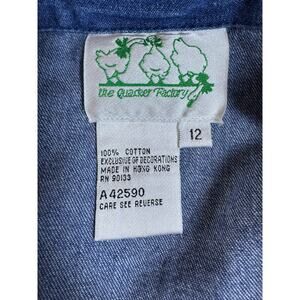 the Quacker Factory
12
100% COTTON
EXCLUSIVE OF DECORATIONS
MADE IN HONG KONG
RN 90133
A42590
CARE SEE REVERSE